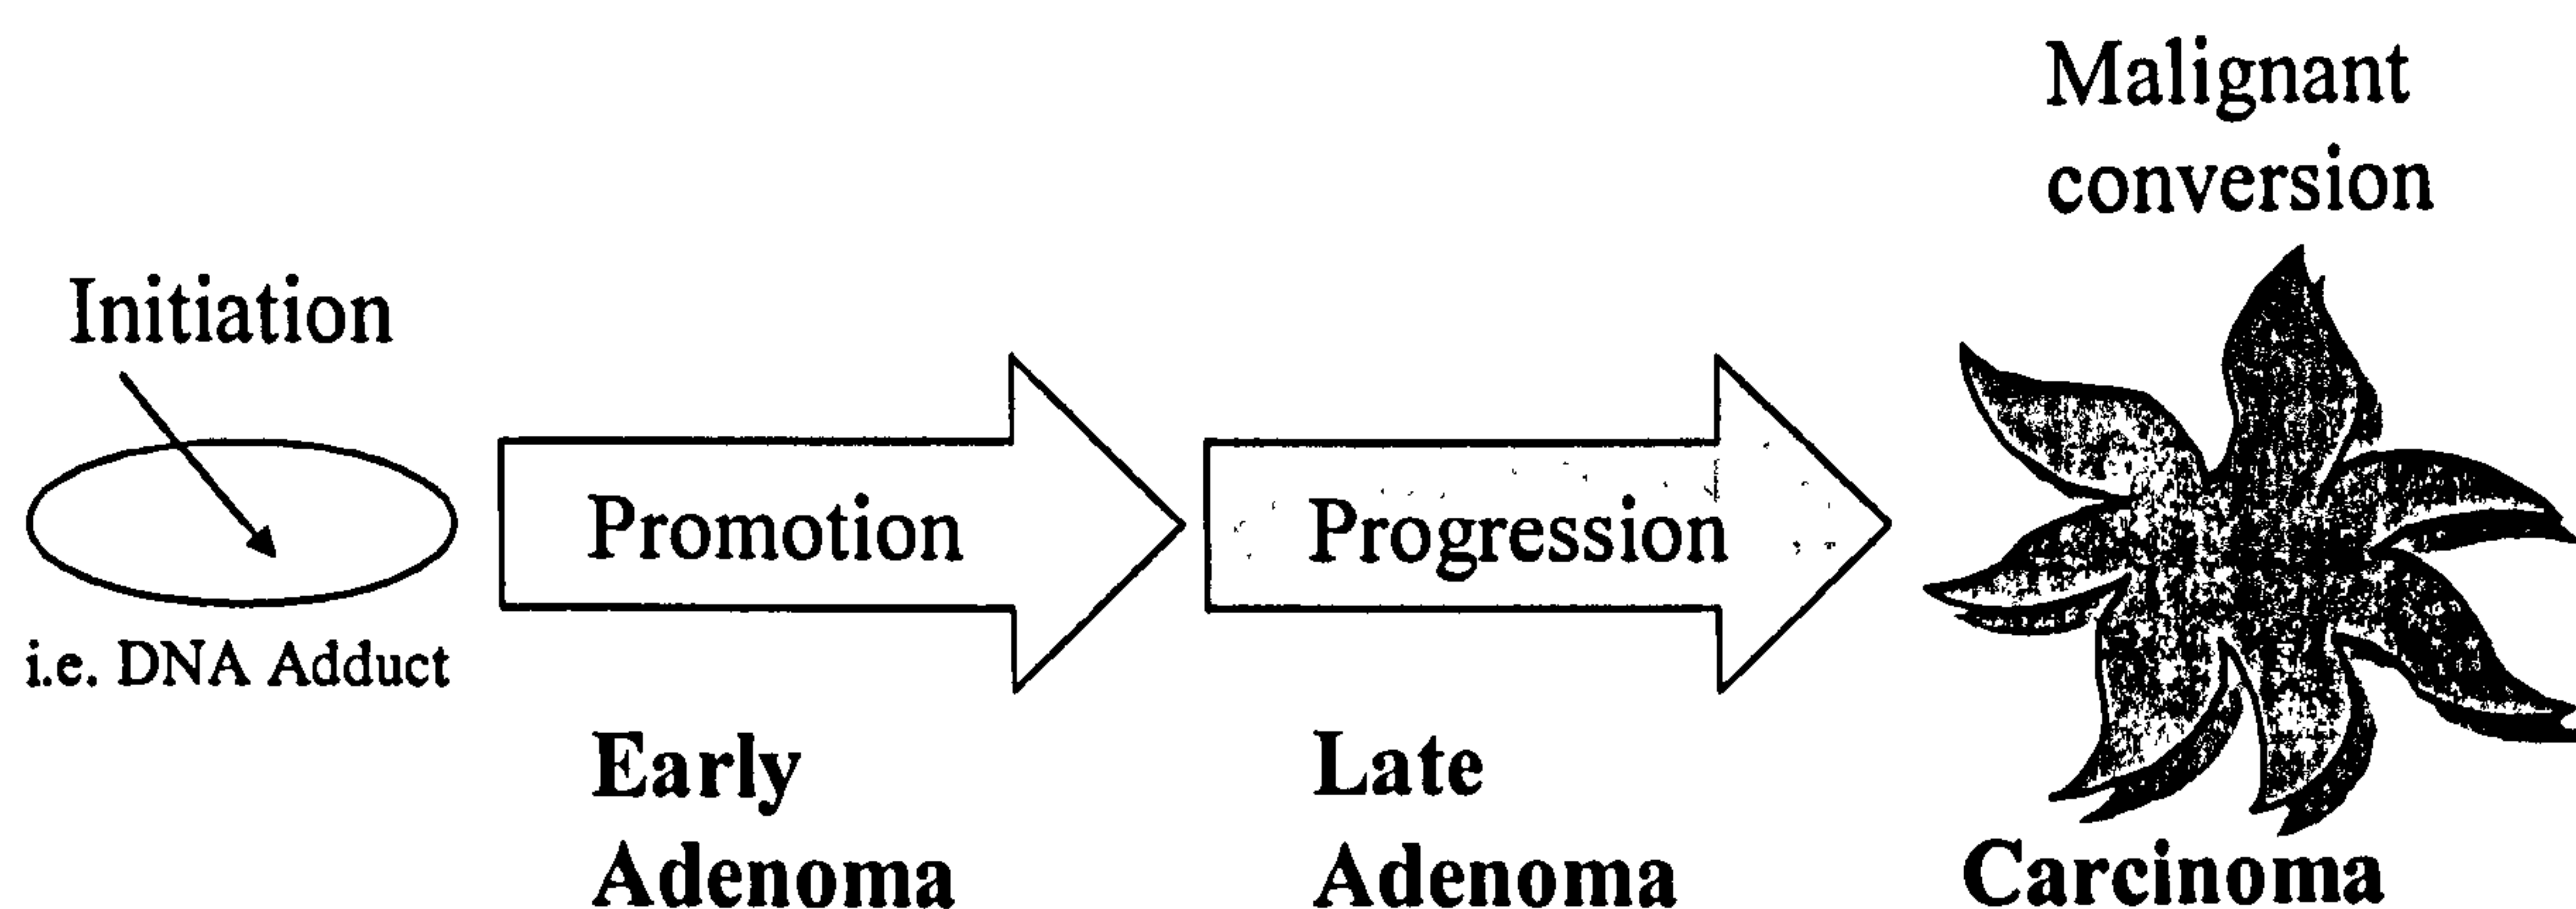 Initiation
i.e. DNA Adduct
Promotion
Early
Adenoma
Progression
Late
Adenoma
Malignant
conversion
Carcinoma